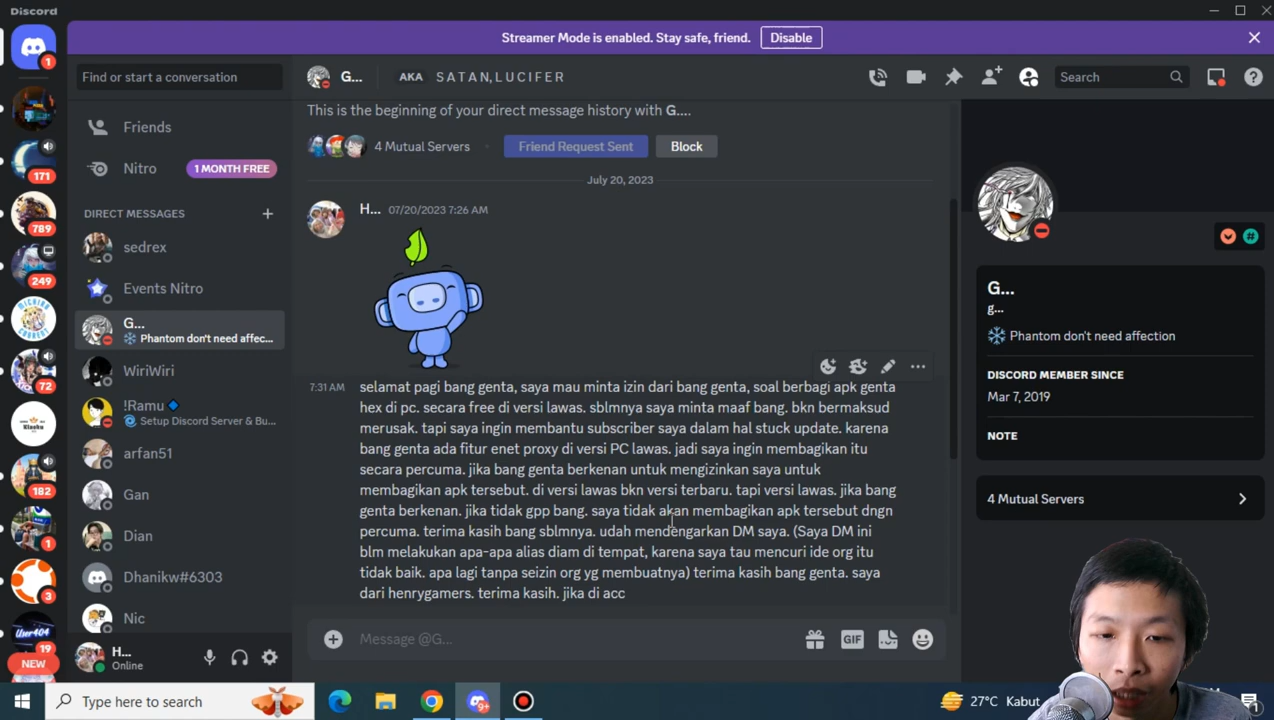 Discord
Streamer Mode is enabled. Stay safe, friend.
Disable
1
171
789
249
72
182
3
User404
19
NEW
Find or start a conversation
Friends
Nitro
1 MONTH FREE
DIRECT MESSAGES
sedrex
Events Nitro
G...
Phantom don't need affec...
WiriWiri
!Ramu
Setup Discord Server & Bu...
arfan51
Gan
Dian
Dhanikw#6303
Nic
H...
Online
G...
AKA
SATAN,LUCIFER
Search
This is the beginning of your direct message history with G....
4 Mutual Servers
Friend Request Sent
Block
July 20, 2023
H...
07/20/2023 7:26 AM
7:31 AM
selamat pagi bang genta, saya mau minta izin dari bang genta, soal berbagi apk genta
hex di pc. secara free di versi lawas. sblmnya saya minta maaf bang. bkn bermaksud
merusak. tapi saya ingin membantu subscriber saya dalam hal stuck update. karena
bang genta ada fitur enet proxy di versi PC lawas. jadi saya ingin membagikan itu
secara percuma. jika bang genta berkenan untuk mengizinkan saya untuk
membagikan apk tersebut. di versi lawas bkn versi terbaru. tapi versi lawas. jika bang
genta berkenan. jika tidak gpp bang. saya tidak akan membagikan apk tersebut dngn
percuma. terima kasih bang sblmnya. udah mendengarkan DM saya. (Saya DM ini
blm melakukan apa-apa alias diam di tempat, karena saya tau mencuri ide org itu
tidak baik. apa lagi tanpa seizin org yg membuatnya) terima kasih bang genta. saya
dari henrygamers. terima kasih. jika di acc
Message @G...
GIF
G...
g...
Phantom don't need affection
DISCORD MEMBER SINCE
Mar 7, 2019
NOTE
4 Mutual Servers
Type here to search
9+
27°C Kabut
1